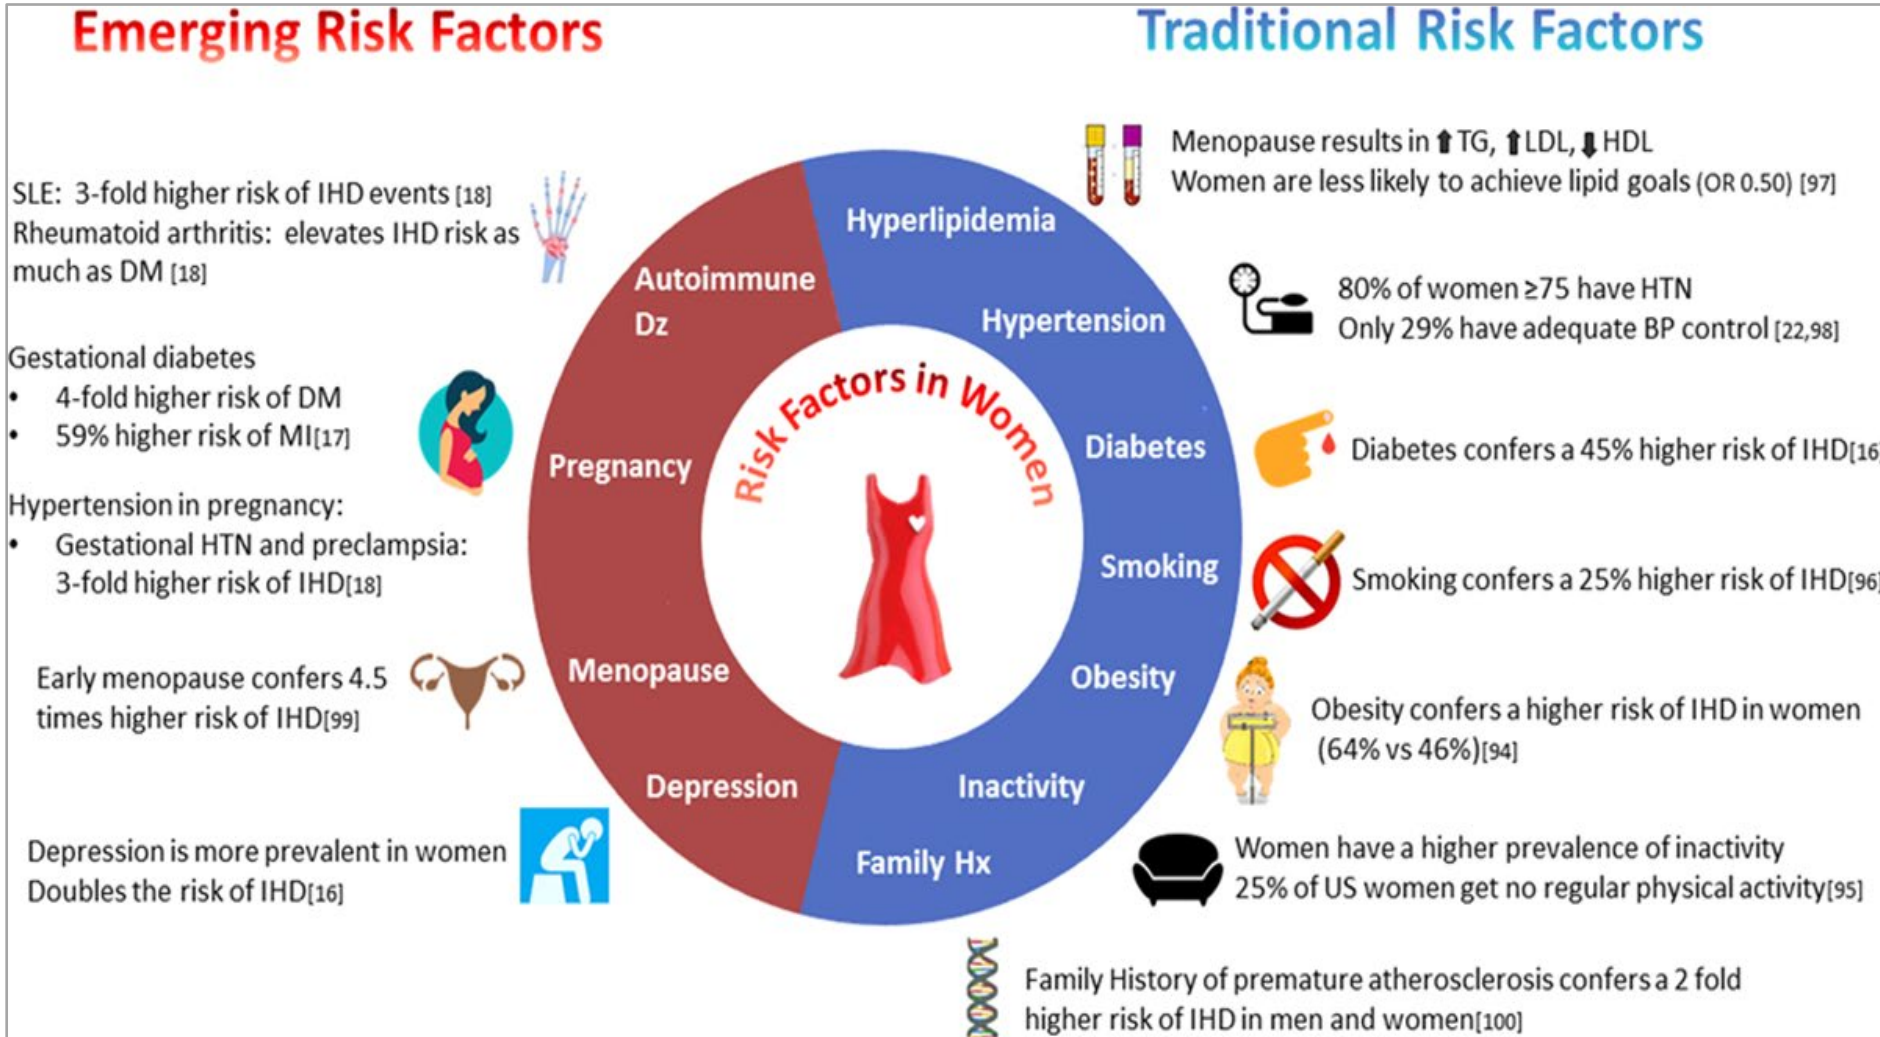 Emerging Risk Factors
Traditional Risk Factors
SLE: 3-fold higher risk of IHD events [18]
Rheumatoid arthritis: elevates IHD risk as
much as DM [18]
Gestational diabetes
• 4-fold higher risk of DM
• 59% higher risk of MI[17]
Hypertension in pregnancy:
• Gestational HTN and preclampsia:
3-fold higher risk of IHD[18]
Early menopause confers 4.5
times higher risk of IHD[99]
Depression is more prevalent in women
Doubles the risk of IHD[16]
Autoimmune
Dz
Pregnancy
Menopause
Depression
Risk Factors in Women
Hyperlipidemia
Hypertension
Diabetes
Smoking
Obesity
Inactivity
Family Hx
Menopause results in ⬆TG, ⬆LDL, ⬇HDL
Women are less likely to achieve lipid goals (OR 0.50) [97]
80% of women ≥75 have HTN
Only 29% have adequate BP control [22,98]
Diabetes confers a 45% higher risk of IHD[16]
Smoking confers a 25% higher risk of IHD[96]
Obesity confers a higher risk of IHD in women
(64% vs 46%)[94]
Women have a higher prevalence of inactivity
25% of US women get no regular physical activity[95]
Family History of premature atherosclerosis confers a 2 fold
higher risk of IHD in men and women[100]